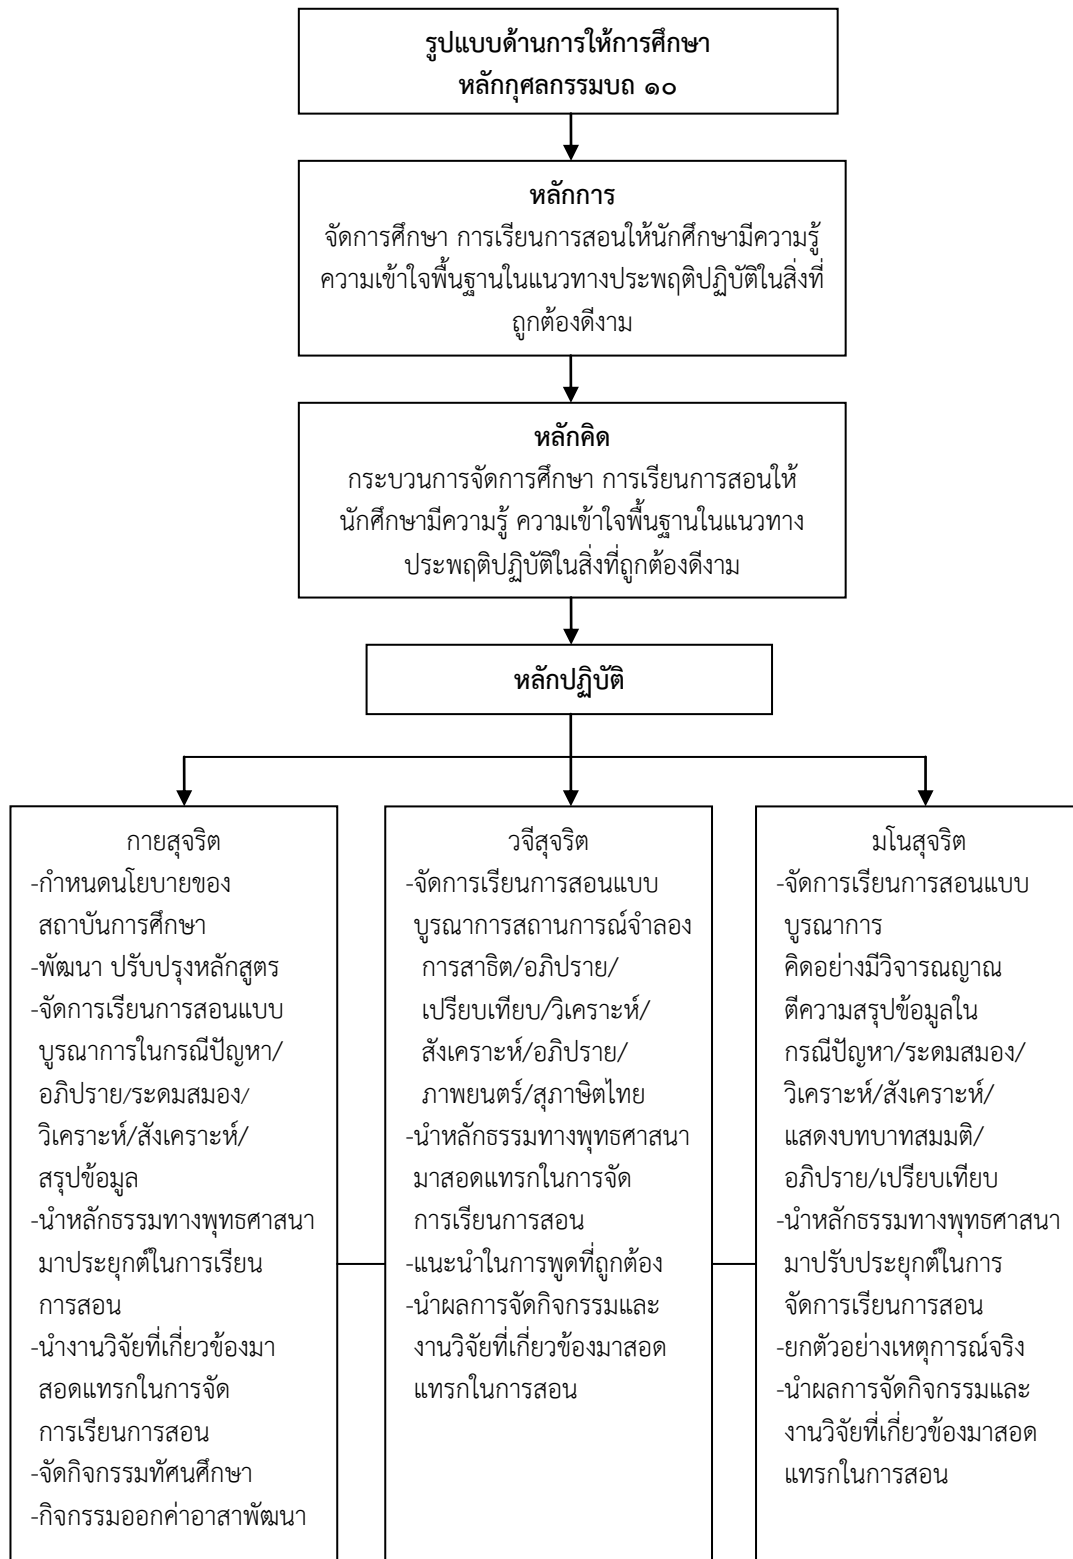 รูปแบบด้านการให้การศึกษา
หลักกุศลกรรมบถ ๑๐
หลักการ
จัดการศึกษา การเรียนการสอนให้นักศึกษามีความรู้
ความเข้าใจพื้นฐานในแนวทางประพฤติปฏิบัติในสิ่งที่
ถูกต้องดีงาม
หลักคิด
กระบวนการจัดการศึกษา การเรียนการสอนให้
นักศึกษามีความรู้ ความเข้าใจพื้นฐานในแนวทาง
ประพฤติปฏิบัติในสิ่งที่ถูกต้องดีงาม
หลักปฏิบัติ
กายสุจริต
-กำหนดนโยบายของ
สถาบันการศึกษา
-พัฒนา ปรับปรุงหลักสูตร
-จัดการเรียนการสอนแบบ
บูรณาการในกรณีปัญหา/
อภิปราย/ระดมสมอง/
วิเคราะห์/สังเคราะห์/
สรุปข้อมูล
-นำหลักธรรมทางพุทธศาสนา
มาประยุกต์ในการเรียน
การสอน
-นำงานวิจัยที่เกี่ยวข้องมา
สอดแทรกในการจัด
การเรียนการสอน
-จัดกิจกรรมทัศนศึกษา
-กิจกรรมออกค่าอาสาพัฒนา
วจีสุจริต
-จัดการเรียนการสอนแบบ
บูรณาการสถานการณ์จำลอง
การสาธิต/อภิปราย/
เปรียบเทียบ/วิเคราะห์/
สังเคราะห์/อภิปราย/
ภาพยนตร์/สุภาษิตไทย
-นำหลักธรรมทางพุทธศาสนา
มาสอดแทรกในการจัด
การเรียนการสอน
-แนะนำในการพูดที่ถูกต้อง
-นำผลการจัดกิจกรรมและ
งานวิจัยที่เกี่ยวข้องมาสอด
แทรกในการสอน
มโนสุจริต
-จัดการเรียนการสอนแบบ
บูรณาการ
คิดอย่างมีวิจารณญาณ
ตีความสรุปข้อมูลใน
กรณีปัญหา/ระดมสมอง/
วิเคราะห์/สังเคราะห์/
แสดงบทบาทสมมติ/
อภิปราย/เปรียบเทียบ
-นำหลักธรรมทางพุทธศาสนา
มาปรับประยุกต์ในการ
จัดการเรียนการสอน
-ยกตัวอย่างเหตุการณ์จริง
-นำผลการจัดกิจกรรมและ
งานวิจัยที่เกี่ยวข้องมาสอด
แทรกในการสอน